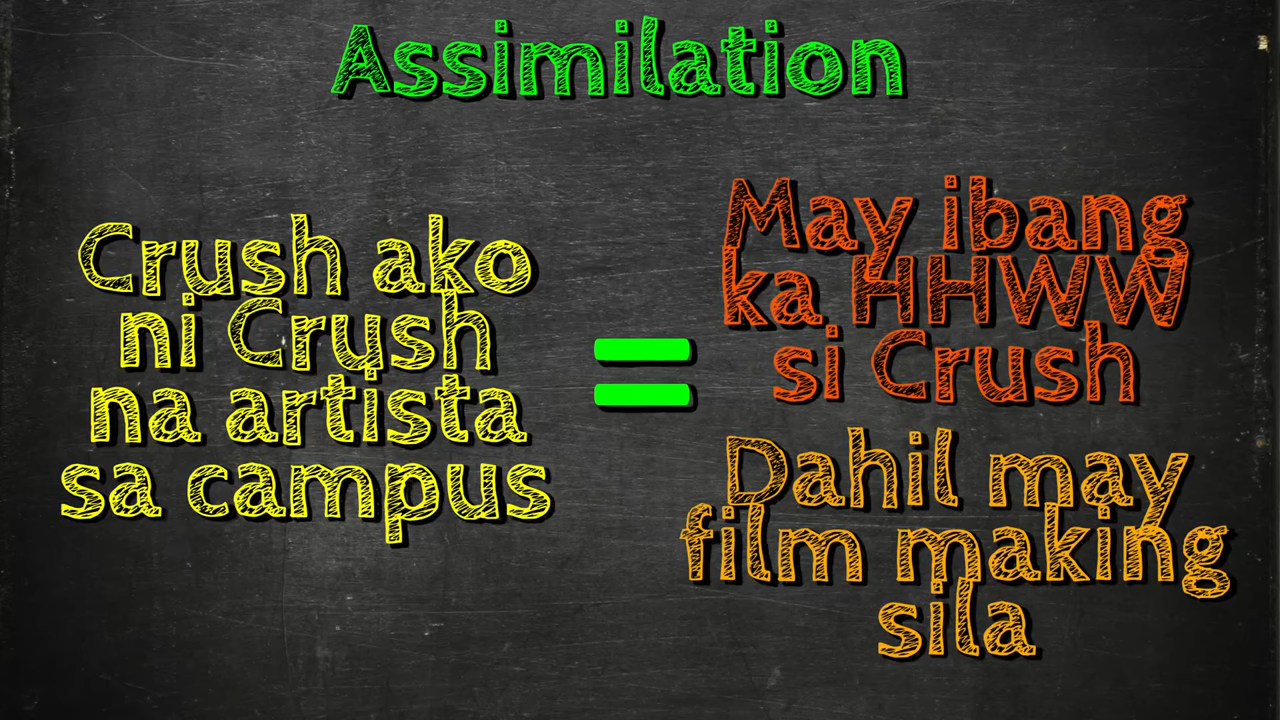 Assimilation
Crush ako
ni Crush
na artista
sa campus
=
May ibang
ka HHWW
si Crush
Dahil may
film making
sila